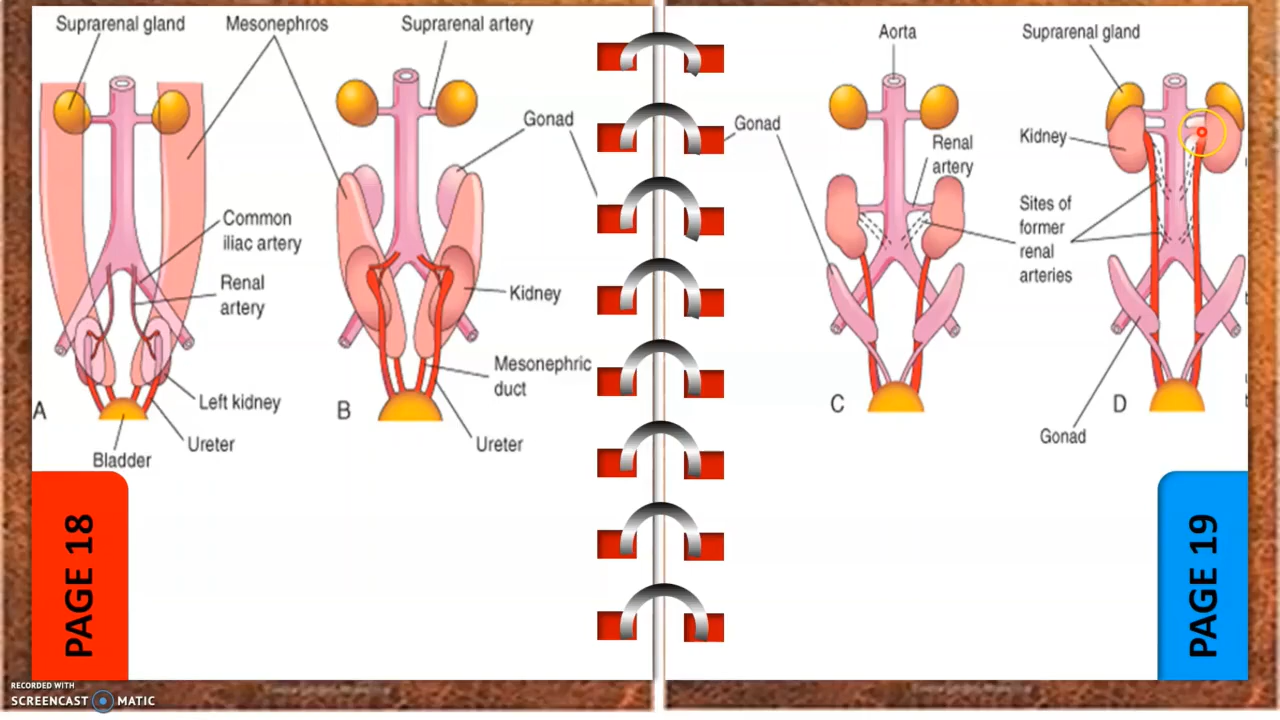 Suprarenal gland
Mesonephros
Suprarenal artery
Gonad
Common
iliac artery
Renal
artery
Kidney
Mesonephric
duct
Left kidney
Ureter
Bladder
Ureter
A
B
PAGE 18
Aorta
Suprarenal gland
Gonad
Renal
artery
Kidney
Sites of
former
renal
arteries
C
D
Gonad
PAGE 19
RECORDED WITH
SCREENCAST MATIC